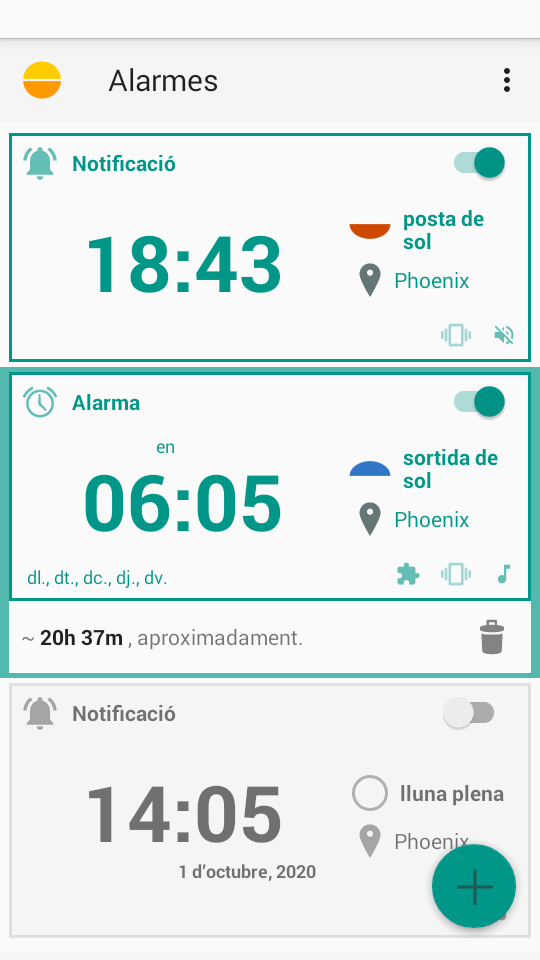 Alarmes
Notificació
18:43
posta de
sol
Phoenix
Alarma
en
06:05
sortida de
sol
Phoenix
dl., dt., dc., dj., dv.
~ 20h 37m , aproximadament.
Notificació
14:05
1 d’octubre, 2020
lluna plena
Phoenix